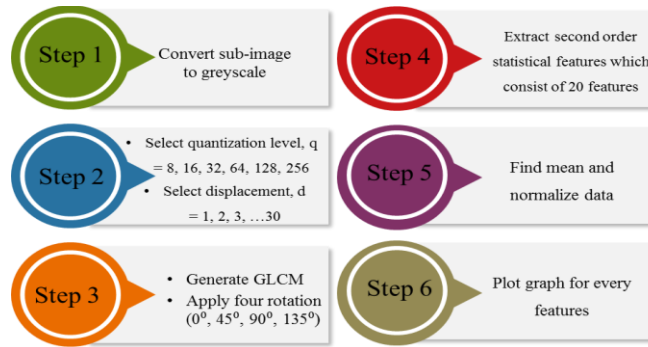 Step 1
Convert sub-image
to greyscale
Step 2
• Select quantization level, q
= 8, 16, 32, 64, 128, 256
• Select displacement, d
= 1, 2, 3, ...30
Step 3
• Generate GLCM
• Apply four rotation
(0⁰, 45⁰, 90⁰, 135⁰)
Step 4
Extract second order
statistical features which
consist of 20 features
Step 5
Find mean and
normalize data
Step 6
Plot graph for every
features